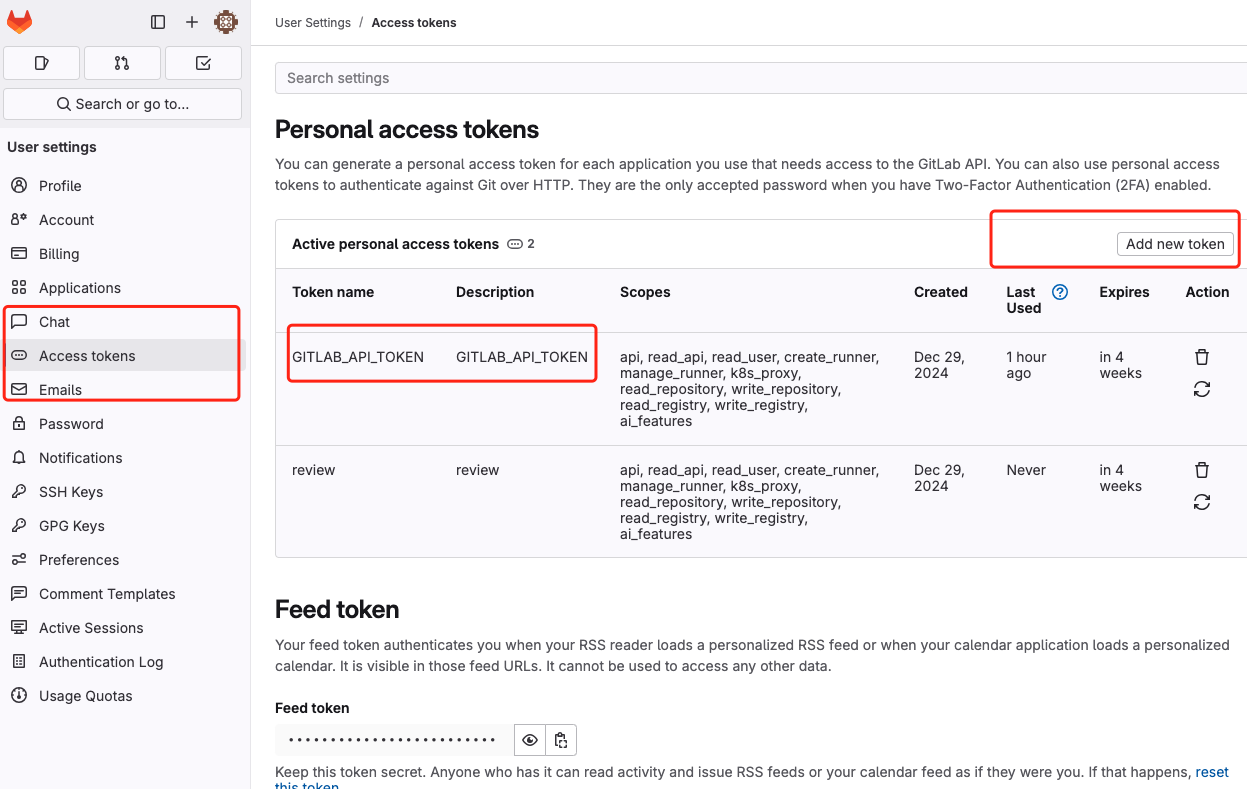 User Settings / Access tokens
Search or go to...
User settings
Profile
Account
Billing
Applications
Chat
Access tokens
Emails
Password
Notifications
SSH Keys
GPG Keys
Preferences
Comment Templates
Active Sessions
Authentication Log
Usage Quotas
Search settings
Personal access tokens
You can generate a personal access token for each application you use that needs access to the GitLab API. You can also use personal access
tokens to authenticate against Git over HTTP. They are the only accepted password when you have Two-Factor Authentication (2FA) enabled.
Active personal access tokens 2
Add new token
Token name Description Scopes Created Last Used Expires Action
GITLAB_API_TOKEN GITLAB_API_TOKEN
api, read_api, read_user, create_runner,
manage_runner, k8s_proxy,
read_repository, write_repository,
read_registry, write_registry,
ai_features
Dec 29,
2024
1 hour
ago
in 4
weeks
review review
api, read_api, read_user, create_runner,
manage_runner, k8s_proxy,
read_repository, write_repository,
read_registry, write_registry,
ai_features
Dec 29,
2024
Never
in 4
weeks
Feed token
Your feed token authenticates you when your RSS reader loads a personalized RSS feed or when your calendar application loads a personalized
calendar. It is visible in those feed URLs. It cannot be used to access any other data.
Feed token
Keep this token secret. Anyone who has it can read activity and issue RSS feeds or your calendar feed as if they were you. If that happens, reset
this token